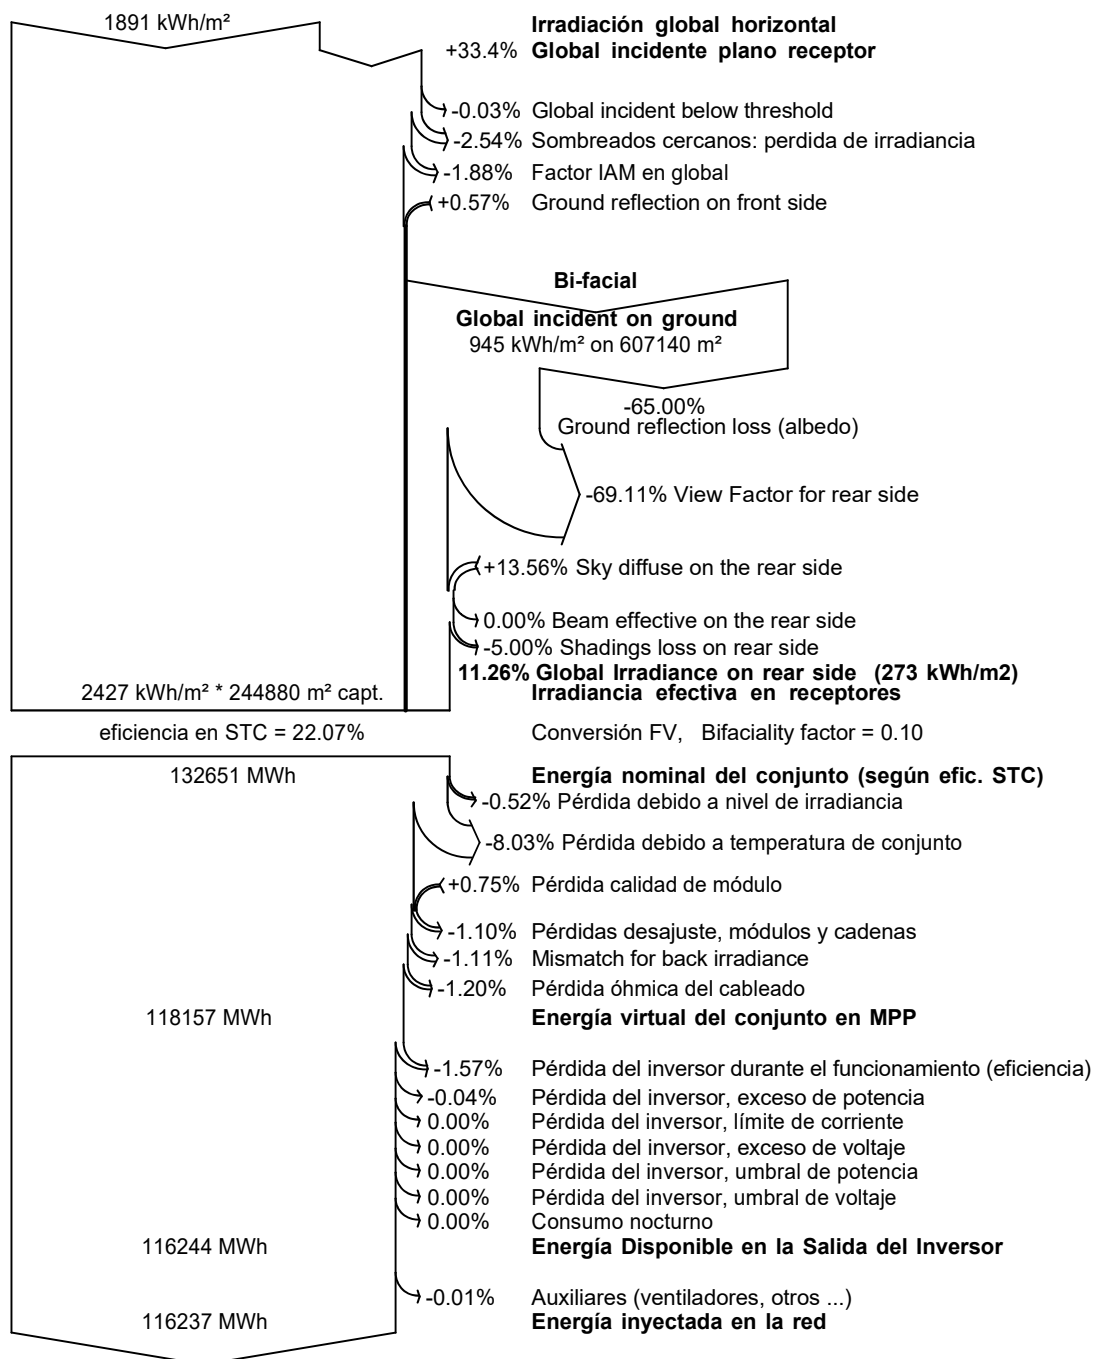 1891 kWh/m² Irradiación global horizontal
+33.4% Global incidente plano receptor
-0.03% Global incident below threshold
-2.54% Sombreados cercanos: perdida de irradiancia
-1.88% Factor IAM en global
+0.57% Ground reflection on front side
Bi-facial
Global incident on ground
945 kWh/m² on 607140 m²
-65.00%
Ground reflection loss (albedo)
-69.11% View Factor for rear side
+13.56% Sky diffuse on the rear side
0.00% Beam effective on the rear side
-5.00% Shadings loss on rear side
11.26% Global Irradiance on rear side (273 kWh/m2)
2427 kWh/m² * 244880 m² capt. Irradiancia efectiva en receptores
eficiencia en STC = 22.07% Conversión FV, Bifaciality factor = 0.10
132651 MWh Energía nominal del conjunto (según efic. STC)
-0.52% Pérdida debido a nivel de irradiancia
-8.03% Pérdida debido a temperatura de conjunto
+0.75% Pérdida calidad de módulo
-1.10% Pérdidas desajuste, módulos y cadenas
-1.11% Mismatch for back irradiance
-1.20% Pérdida óhmica del cableado
118157 MWh Energía virtual del conjunto en MPP
-1.57% Pérdida del inversor durante el funcionamiento (eficiencia)
-0.04% Pérdida del inversor, exceso de potencia
0.00% Pérdida del inversor, límite de corriente
0.00% Pérdida del inversor, exceso de voltaje
0.00% Pérdida del inversor, umbral de potencia
0.00% Pérdida del inversor, umbral de voltaje
0.00% Consumo nocturno
116244 MWh Energía Disponible en la Salida del Inversor
-0.01% Auxiliares (ventiladores, otros ...)
116237 MWh Energía inyectada en la red